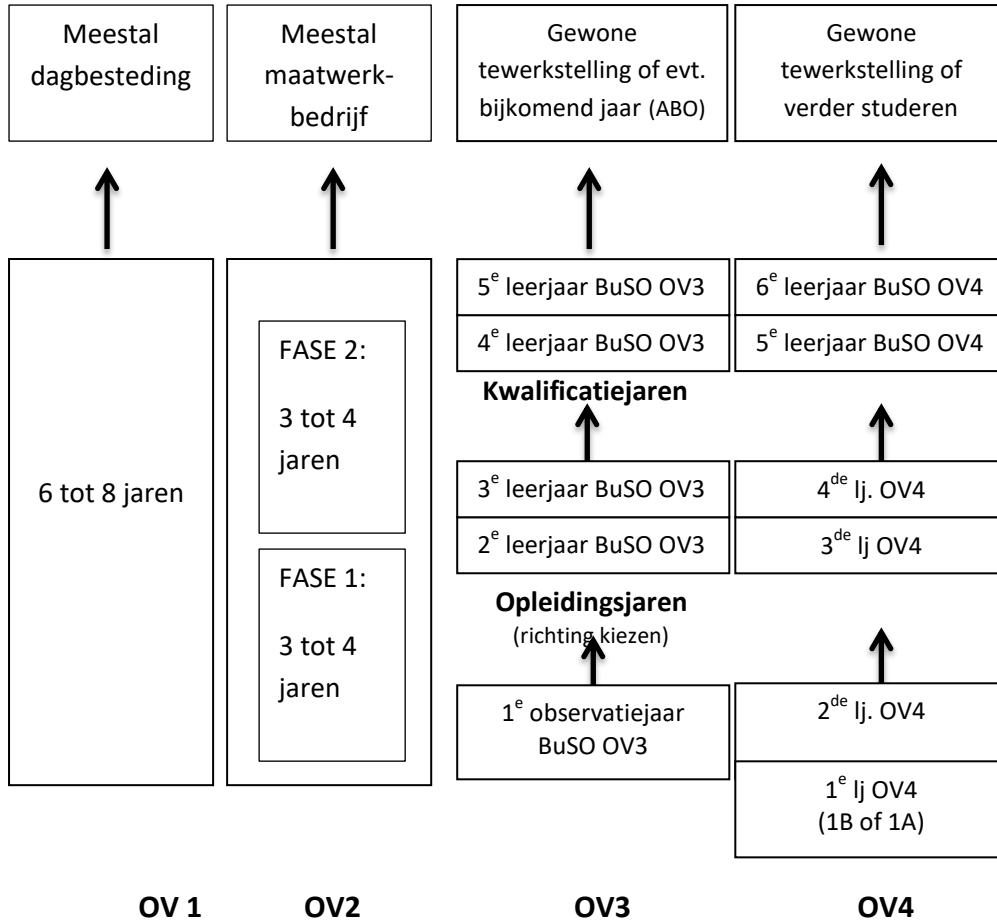 Meestal
dagbesteding
Meestal
maatwerk-
bedrijf
Gewone
tewerkstelling of evt.
bijkomend jaar (ABO)
Gewone
tewerkstelling of
verder studeren
6 tot 8 jaren
FASE 2:
3 tot 4
jaren
FASE 1:
3 tot 4
jaren
5e leerjaar BuSO OV3
4e leerjaar BuSO OV3
Kwalificatiejaren
3e leerjaar BuSO OV3
2e leerjaar BuSO OV3
Opleidingsjaren
(richting kiezen)
1e observatiejaar
BuSO OV3
6e leerjaar BuSO OV4
5e leerjaar BuSO OV4
4de lj. OV4
3de lj OV4
2de lj. OV4
1e lj OV4
(1B of 1A)
OV 1
OV2
OV3
OV4